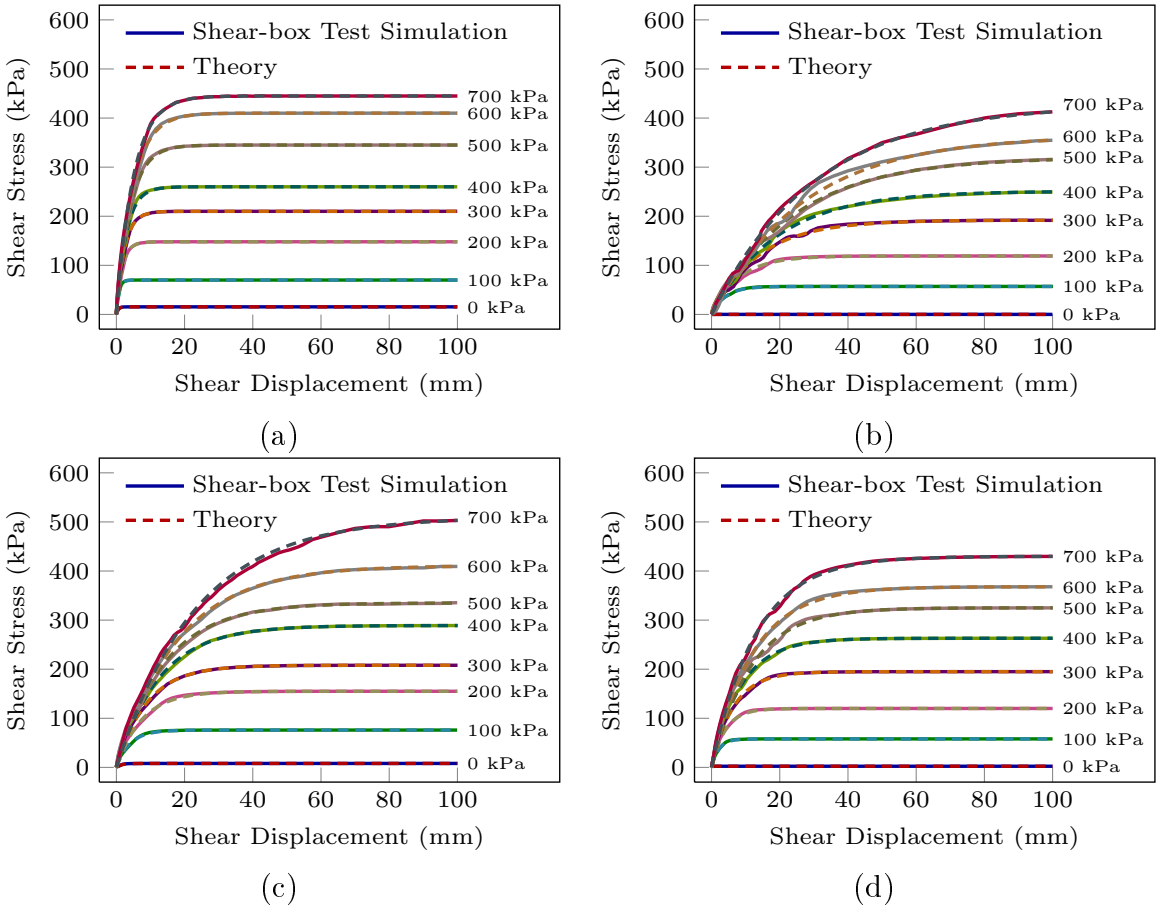 600
500
400
300
200
100
0
Shear Stress (kPa)
Shear-box Test Simulation
Theory
700 kPa
600 kPa
500 kPa
400 kPa
300 kPa
200 kPa
100 kPa
0 kPa
0 20 40 60 80 100
Shear Displacement (mm)
(a)
600
500
400
300
200
100
0
Shear Stress (kPa)
Shear-box Test Simulation
Theory
700 kPa
600 kPa
500 kPa
400 kPa
300 kPa
200 kPa
100 kPa
0 kPa
0 20 40 60 80 100
Shear Displacement (mm)
(b)
600
500
400
300
200
100
0
Shear Stress (kPa)
Shear-box Test Simulation
Theory
700 kPa
600 kPa
500 kPa
400 kPa
300 kPa
200 kPa
100 kPa
0 kPa
0 20 40 60 80 100
Shear Displacement (mm)
(c)
600
500
400
300
200
100
0
Shear Stress (kPa)
Shear-box Test Simulation
Theory
700 kPa
600 kPa
500 kPa
400 kPa
300 kPa
200 kPa
100 kPa
0 kPa
0 20 40 60 80 100
Shear Displacement (mm)
(d)